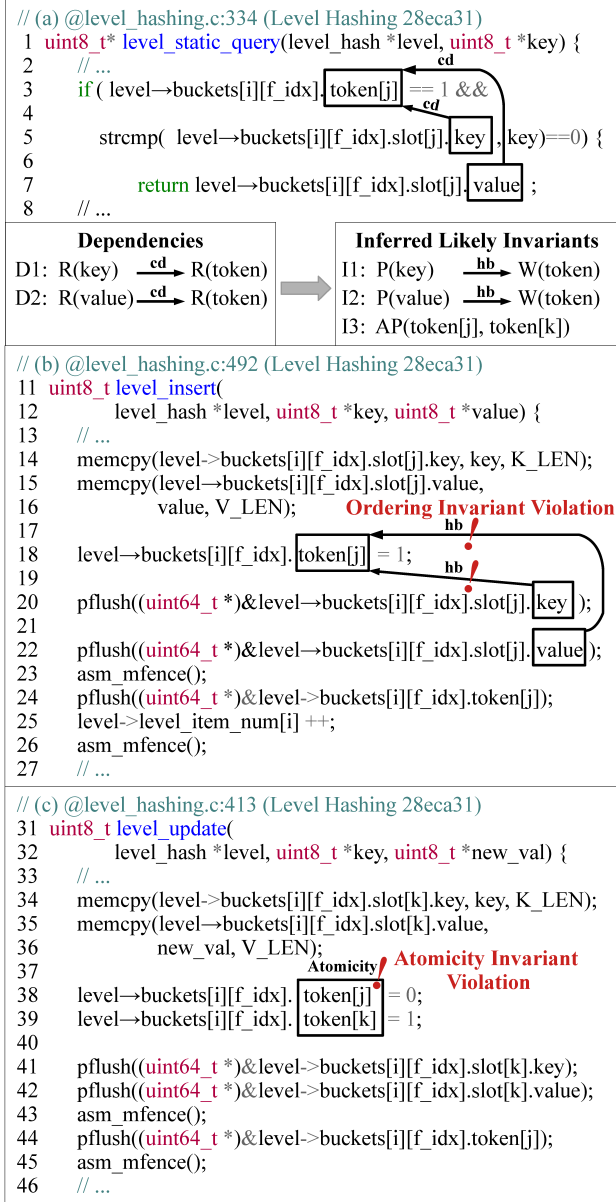 // (a) @level_hashing.c:334 (Level Hashing 28eca31)
1 uint8_t* level_static_query(level_hash *level, uint8_t *key) {
2 // ...
cd
3 if ( level→buckets[i][f_idx]. token[j] == 1 &&
cd
4
5 strcmp( level→buckets[i][f_idx].slot[j]. key , key)==0) {
6
7 return level→buckets[i][f_idx].slot[j]. value ;
8 // ...
Dependencies
D1: R(key) cd R(token)
D2: R(value) cd R(token)
Inferred Likely Invariants
I1: P(key) hb W(token)
I2: P(value) hb W(token)
I3: AP(token[j], token[k])
// (b) @level_hashing.c:492 (Level Hashing 28eca31)
11 uint8_t level_insert(
12 level_hash *level, uint8_t *key, uint8_t *value) {
13 // ...
14 memcpy(level->buckets[i][f_idx].slot[j].key, key, K_LEN);
15 memcpy(level→buckets[i][f_idx].slot[j].value,
16 value, V_LEN);
Ordering Invariant Violation
17
hb !
18 level→buckets[i][f_idx]. token[j] = 1;
19
hb !
20 pflush((uint64_t *)&level→buckets[i][f_idx].slot[j]. key );
21
22 pflush((uint64_t *)&level→buckets[i][f_idx].slot[j]. value );
23 asm_mfence();
24 pflush((uint64_t *)&level->buckets[i][f_idx].token[j]);
25 level->level_item_num[i] ++;
26 asm_mfence();
27 // ...
// (c) @level_hashing.c:413 (Level Hashing 28eca31)
31 uint8_t level_update(
32 level_hash *level, uint8_t *key, uint8_t *new_val) {
33 // ...
34 memcpy(level->buckets[i][f_idx].slot[k].key, key, K_LEN);
35 memcpy(level→buckets[i][f_idx].slot[k].value,
36 new_val, V_LEN);
37
Atomicity ! Atomicity Invariant
Violation
38 level→buckets[i][f_idx]. token[j] = 0;
39 level→buckets[i][f_idx]. token[k] = 1;
40
41 pflush((uint64_t *)&level->buckets[i][f_idx].slot[k].key);
42 pflush((uint64_t *)&level->buckets[i][f_idx].slot[k].value);
43 asm_mfence();
44 pflush((uint64_t *)&level->buckets[i][f_idx].token[j]);
45 asm_mfence();
46 // ...